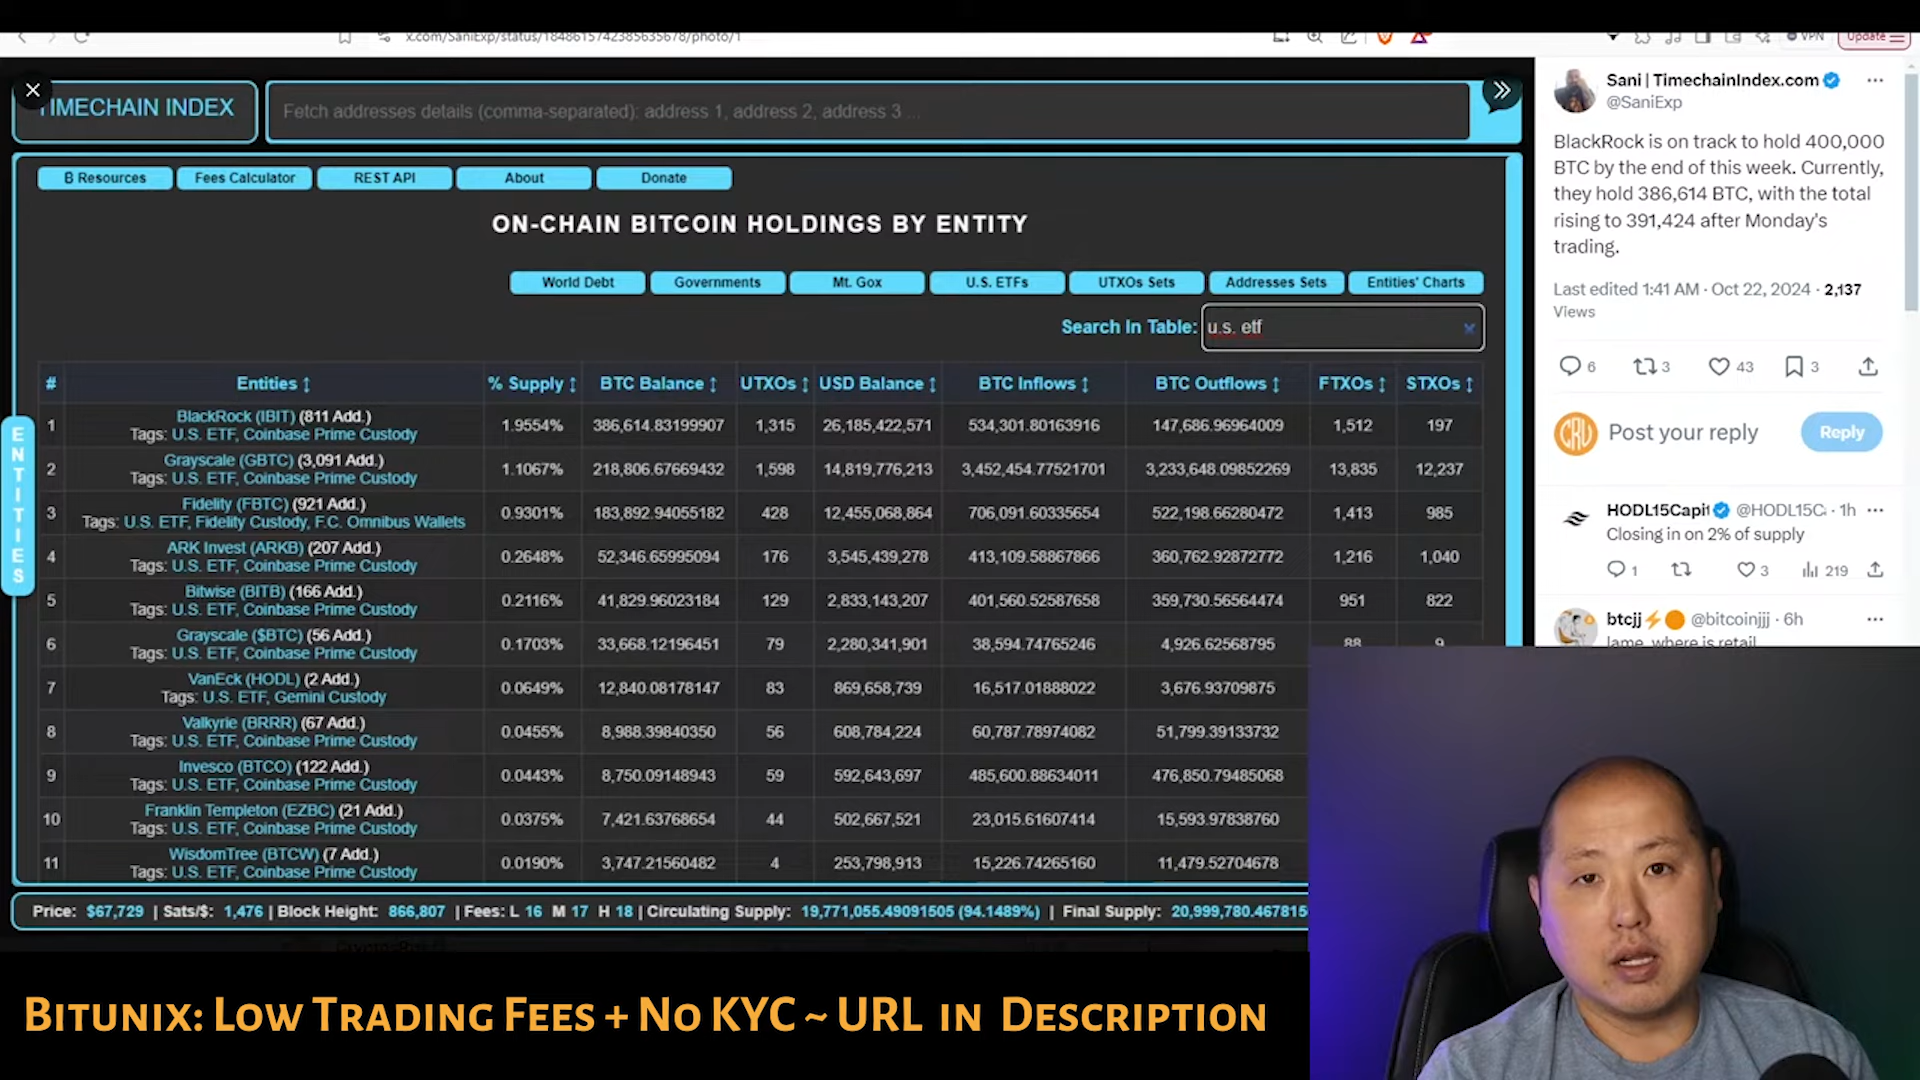 x.com/SaniExp/status/1848615742385635678/photo/1
VPN
Update
TIMECHAIN INDEX
Fetch addresses details (comma-separated): address 1, address 2, address 3 ...
B Resources
Fees Calculator
REST API
About
Donate
ON-CHAIN BITCOIN HOLDINGS BY ENTITY
World Debt
Governments
Mt. Gox
U.S. ETFs
UTXOs Sets
Addresses Sets
Entities' Charts
Search In Table: u.s. etf
ENTITIES
# Entities % Supply BTC Balance UTXOs USD Balance BTC Inflows BTC Outflows FTXOs STXOs
1 BlackRock (IBIT) (811 Add.) 1.9554% 386,614.83199907 1,315 26,185,422,571 534,301.80163916 147,686.96964009 1,512 197
Tags: U.S. ETF, Coinbase Prime Custody
2 Grayscale (GBTC) (3,091 Add.) 1.1067% 218,806.67669432 1,598 14,819,776,213 3,452,454.77521701 3,233,648.09852269 13,835 12,237
Tags: U.S. ETF, Coinbase Prime Custody
3 Fidelity (FBTC) (921 Add.) 0.9301% 183,892.94055182 428 12,455,068,864 706,091.60335654 522,198.66280472 1,413 985
Tags: U.S. ETF, Fidelity Custody, F.C. Omnibus Wallets
4 ARK Invest (ARKB) (207 Add.) 0.2648% 52,346.65995094 176 3,545,439,278 413,109.58867866 360,762.92872772 1,216 1,040
Tags: U.S. ETF, Coinbase Prime Custody
5 Bitwise (BITB) (166 Add.) 0.2116% 41,829.96023184 129 2,833,143,207 401,560.52587658 359,730.56564474 951 822
Tags: U.S. ETF, Coinbase Prime Custody
6 Grayscale ($BTC) (56 Add.) 0.1703% 33,668.12196451 79 2,280,341,901 38,594.74765246 4,926.62568795 88 9
Tags: U.S. ETF, Coinbase Prime Custody
7 VanEck (HODL) (2 Add.) 0.0649% 12,840.08178147 83 869,658,739 16,517.01888022 3,676.93709875
Tags: U.S. ETF, Gemini Custody
8 Valkyrie (BRRR) (67 Add.) 0.0455% 8,988.39840350 56 608,784,224 60,787.78974082 51,799.39133732
Tags: U.S. ETF, Coinbase Prime Custody
9 Invesco (BTCO) (122 Add.) 0.0443% 8,750.09148943 59 592,643,697 485,600.88634011 476,850.79485068
Tags: U.S. ETF, Coinbase Prime Custody
10 Franklin Templeton (EZBC) (21 Add.) 0.0375% 7,421.63768654 44 502,667,521 23,015.61607414 15,593.97838760
Tags: U.S. ETF, Coinbase Prime Custody
11 WisdomTree (BTCW) (7 Add.) 0.0190% 3,747.21560482 4 253,798,913 15,226.74265160 11,479.52704678
Tags: U.S. ETF, Coinbase Prime Custody
Price: $67,729 | Sats/$: 1,476 | Block Height: 866,807 | Fees: L 16 M 17 H 18 | Circulating Supply: 19,771,055.49091505 (94.1489%) | Final Supply: 20,999,780.467815
Sani | TimechainIndex.com
@SaniExp
BlackRock is on track to hold 400,000
BTC by the end of this week. Currently,
they hold 386,614 BTC, with the total
rising to 391,424 after Monday's
trading.
Last edited 1:41 AM · Oct 22, 2024 · 2,137
Views
6 3 43 3
CRV
Post your reply
Reply
HODL15Capit @HODL15C · 1h
Closing in on 2% of supply
1 3 219
btcjj @bitcoinjjj · 6h
lame, where is retail
BITUNIX: LOW TRADING FEES + NO KYC ~ URL IN DESCRIPTION